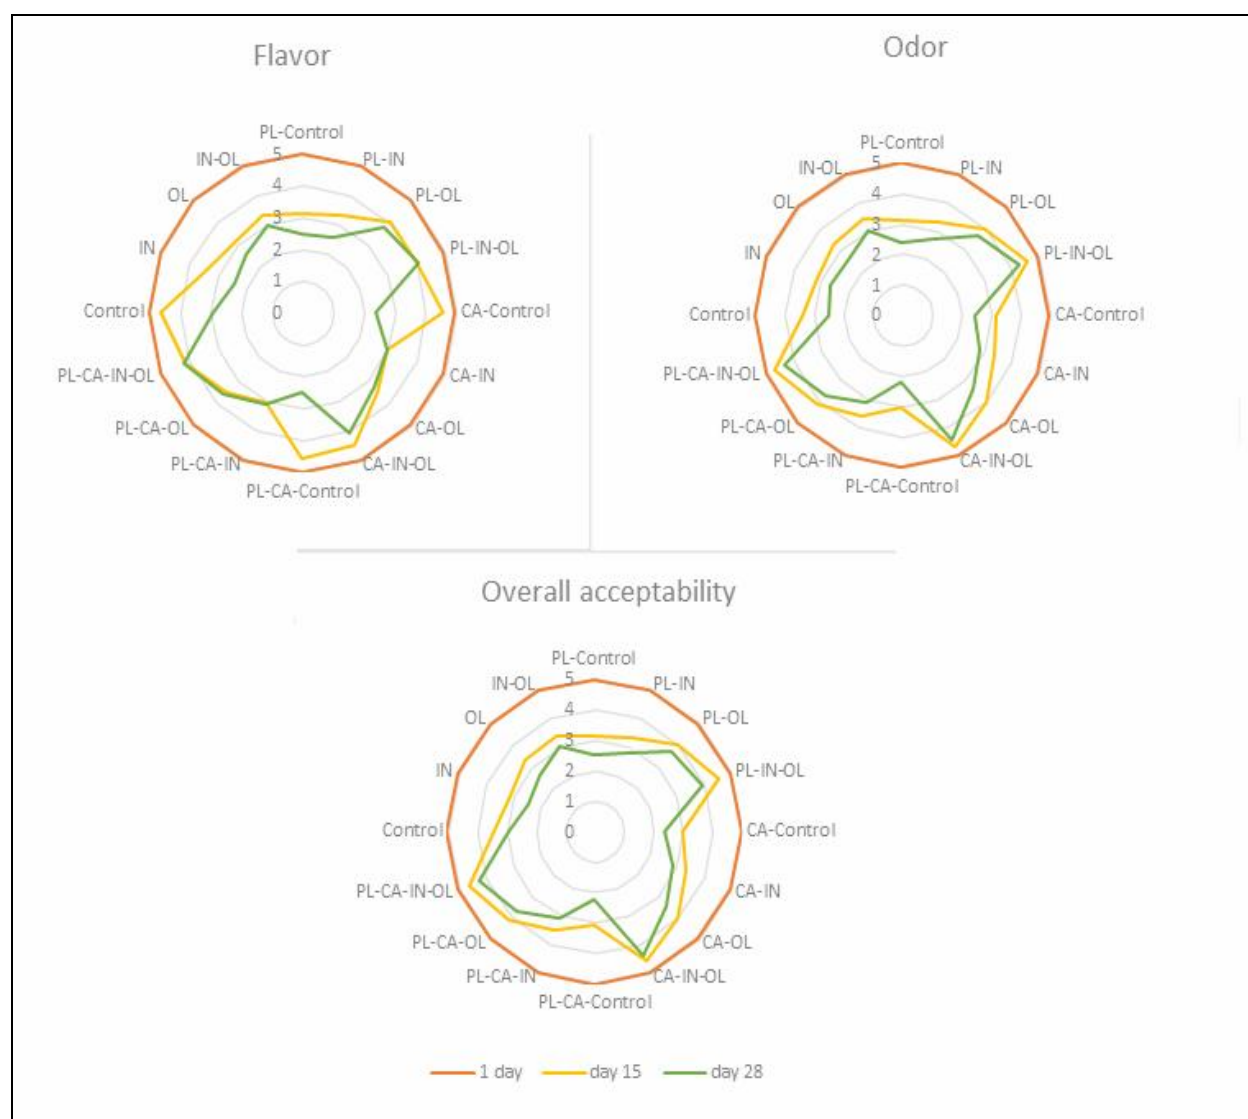 Flavor
PL-Control
PL-IN
PL-OL
PL-IN-OL
CA-Control
CA-IN
CA-OL
CA-IN-OL
PL-CA-Control
PL-CA-IN
PL-CA-OL
PL-CA-IN-OL
Control
IN
OL
IN-OL
5
4
3
2
1
0
Odor
PL-Control
PL-IN
PL-OL
PL-IN-OL
CA-Control
CA-IN
CA-OL
CA-IN-OL
PL-CA-Control
PL-CA-IN
PL-CA-OL
PL-CA-IN-OL
Control
IN
OL
IN-OL
5
4
3
2
1
0
Overall acceptability
PL-Control
PL-IN
PL-OL
PL-IN-OL
CA-Control
CA-IN
CA-OL
CA-IN-OL
PL-CA-Control
PL-CA-IN
PL-CA-OL
PL-CA-IN-OL
Control
IN
OL
IN-OL
5
4
3
2
1
0
1 day
day 15
day 28